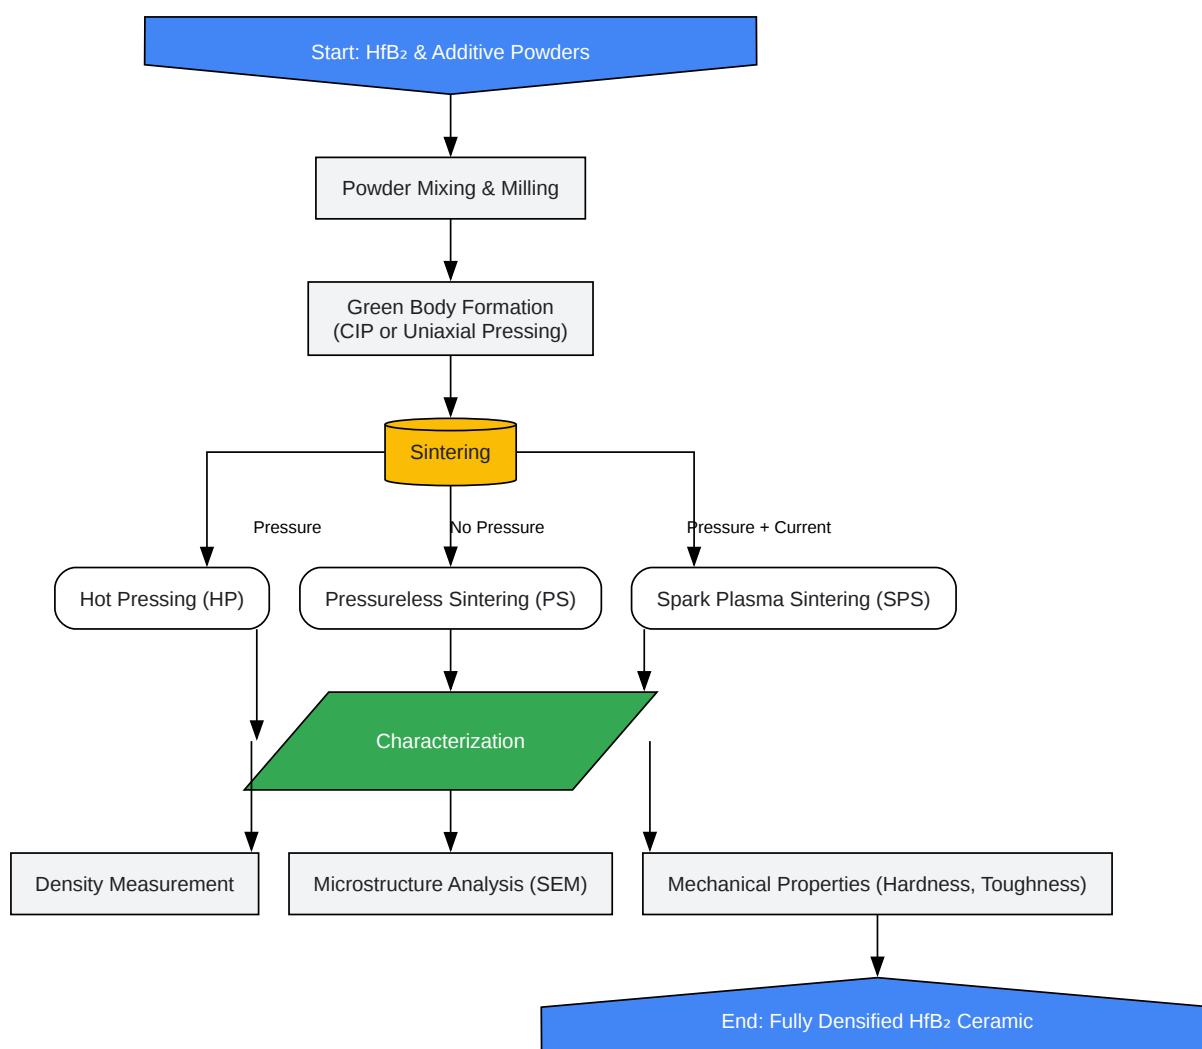 Start: HfB₂ & Additive Powders
Powder Mixing & Milling
Green Body Formation
(CIP or Uniaxial Pressing)
Sintering
Pressure
No Pressure
Pressure + Current
Hot Pressing (HP)
Pressureless Sintering (PS)
Spark Plasma Sintering (SPS)
Characterization
Density Measurement
Microstructure Analysis (SEM)
Mechanical Properties (Hardness, Toughness)
End: Fully Densified HfB₂ Ceramic